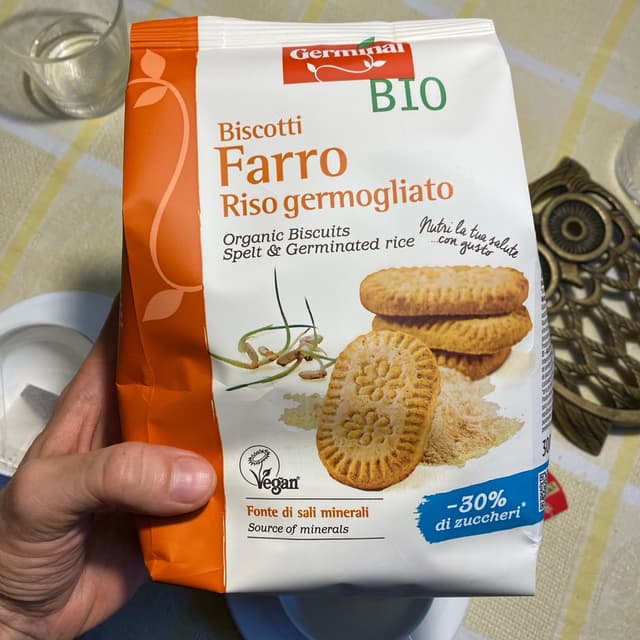 Germinal
BIO
Biscotti
Farro
Riso germogliato
Organic Biscuits
Spelt & Germinated rice
Nutri la tua salute
...con gusto
Vegan
Fonte di sali minerali
Source of minerals
-30%
di zuccheri*